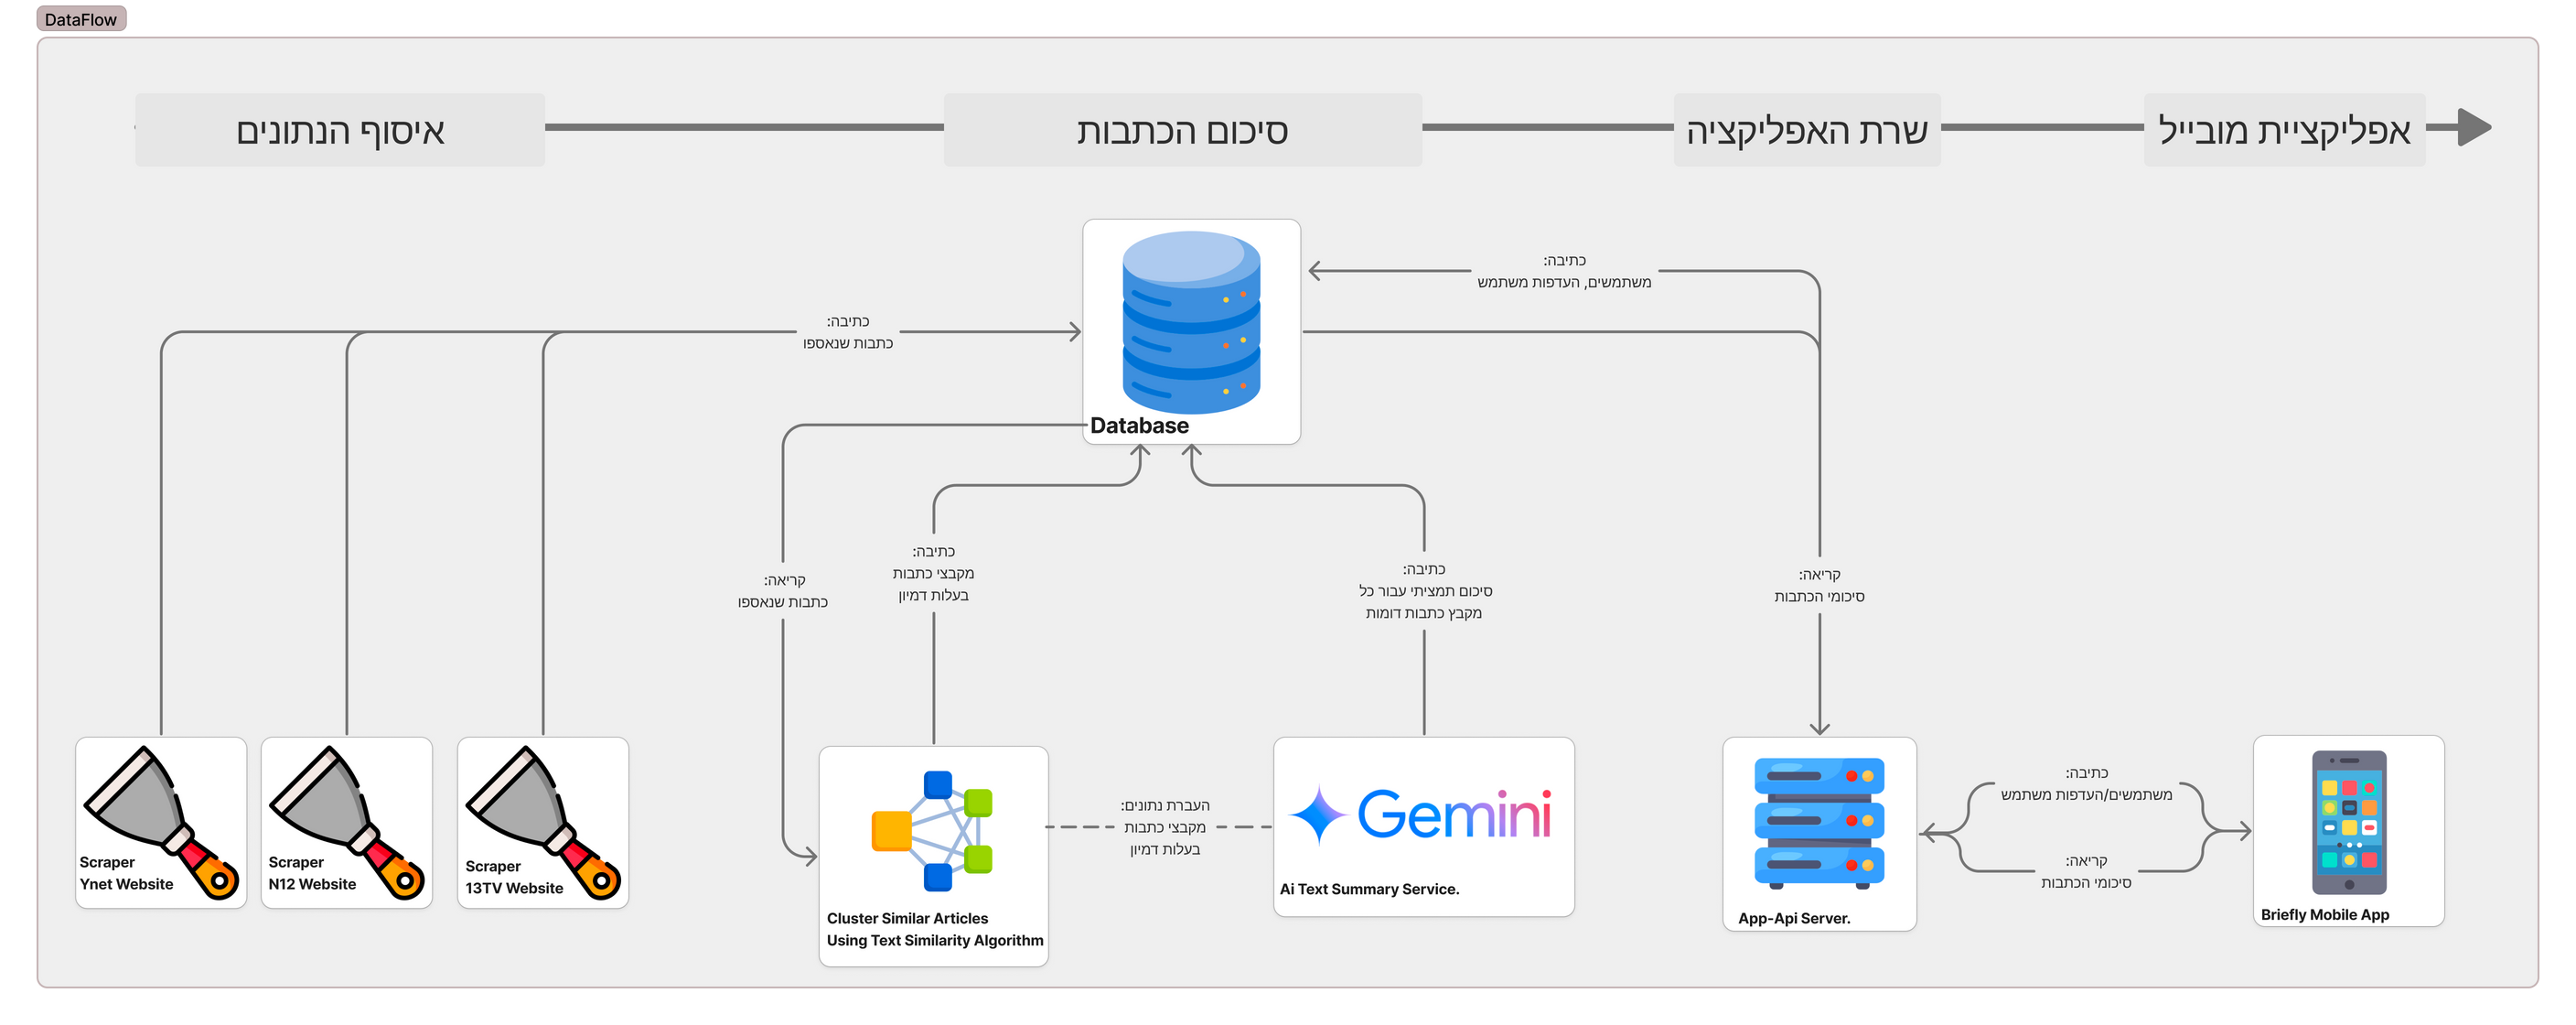 DataFlow
איסוף הנתונים
סיכום הכתבות
שרת האפליקציה
אפליקציית מובייל
Database
כתיבה:
משתמשים, העדפות משתמש
כתיבה:
כתבות שנאספו
קריאה:
כתבות שנאספו
כתיבה:
מקבצי כתבות
בעלות דמיון
כתיבה:
סיכום תמציתי עבור כל
מקבץ כתבות דומות
קריאה:
סיכומי הכתבות
Scraper
Ynet Website
Scraper
N12 Website
Scraper
13TV Website
Cluster Similar Articles
Using Text Similarity Algorithm
העברת נתונים:
מקבצי כתבות
בעלות דמיון
Gemini
Ai Text Summary Service.
App-Api Server.
כתיבה:
משתמשים/העדפות משתמש
קריאה:
סיכומי הכתבות
Briefly Mobile App